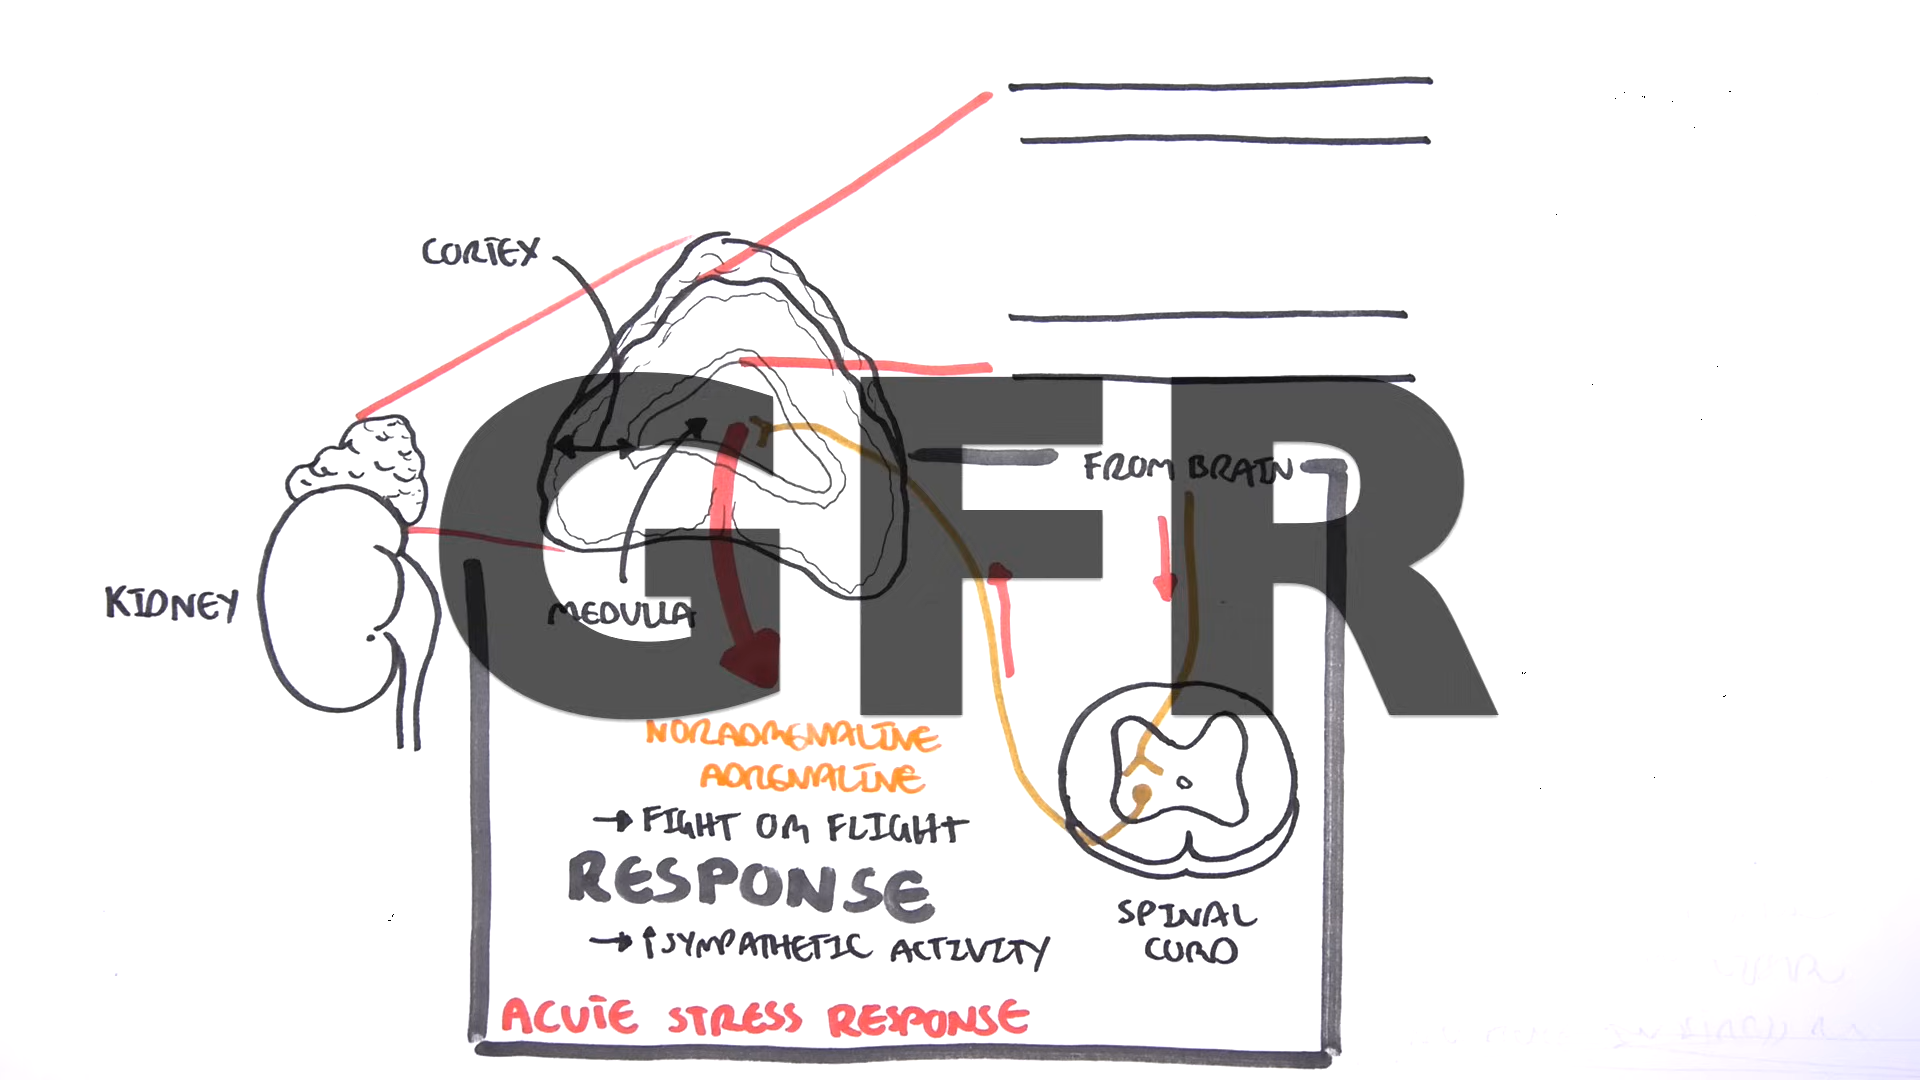 CORTEX
GFR
FROM BRAIN
KIDNEY
MEDULLA
NORADRENALINE
ADRENALINE
→ FIGHT OR FLIGHT
RESPONSE
→ ↑ SYMPATHETIC ACTIVITY
SPINAL
CORD
ACUTE STRESS RESPONSE